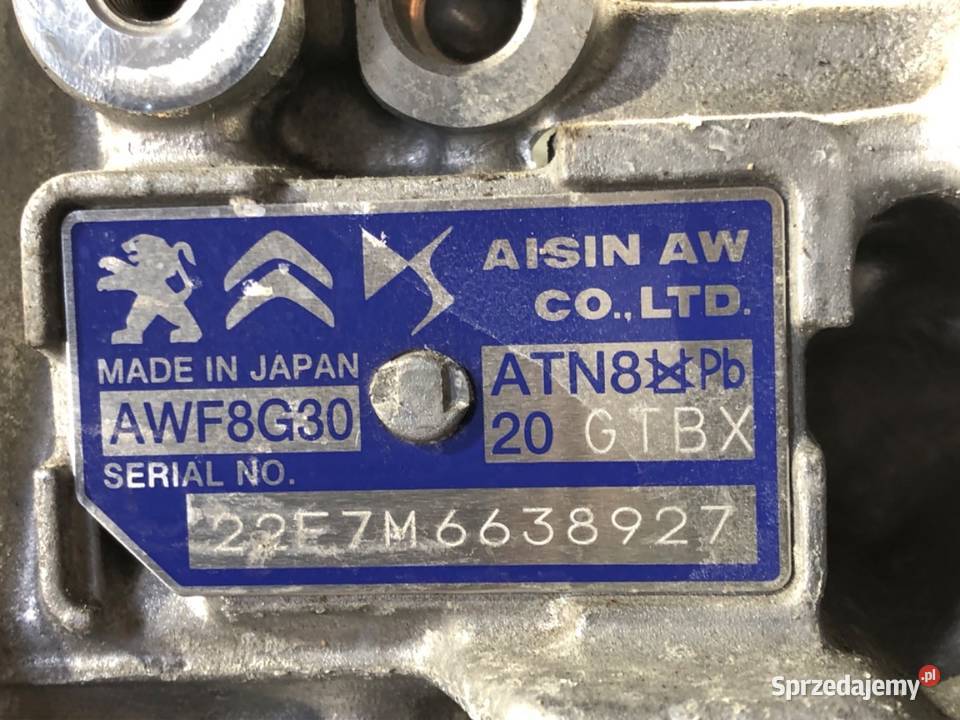 AISIN AW
CO., LTD.
MADE IN JAPAN
AWF8G30
ATN8 Pb
20 GTBX
SERIAL NO.
22E7M6638927
Sprzedajemy.pl